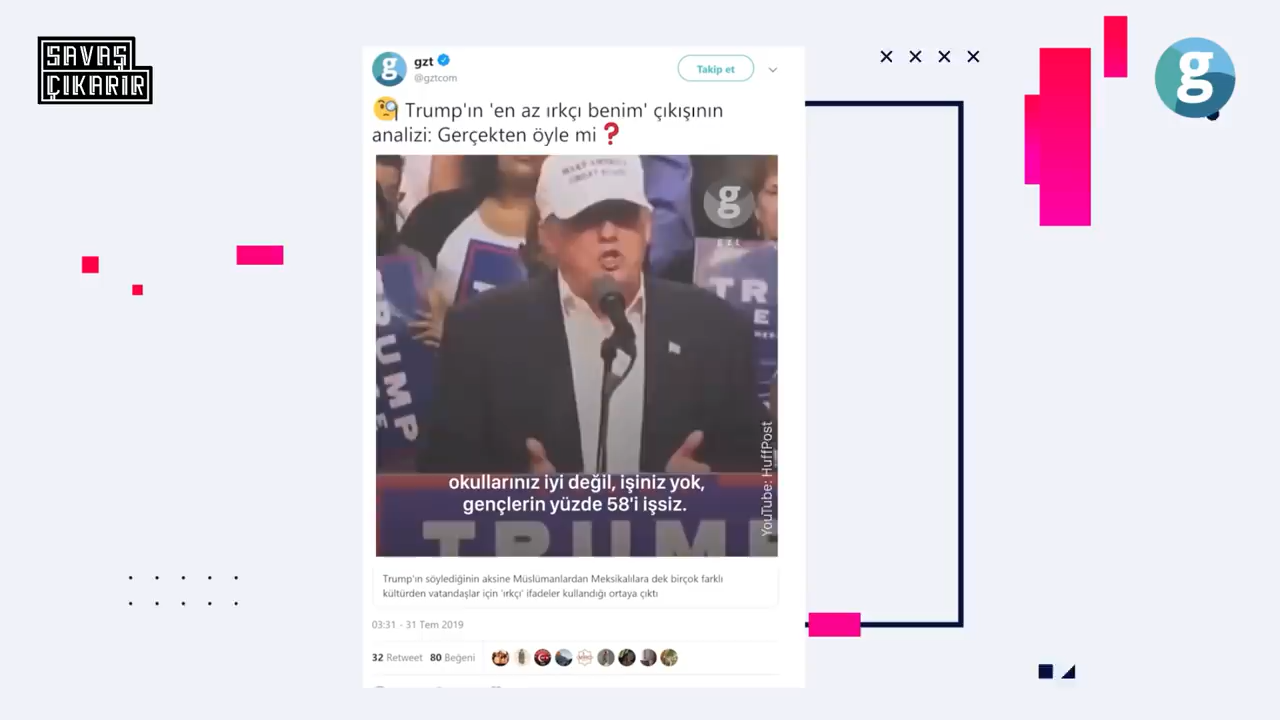 SAVAŞ
ÇIKARIR
gzt
@gztcom
Takip et
Trump'ın 'en az ırkçı benim' çıkışının
analizi: Gerçekten öyle mi ❓
g
gzt
TRUMP
TR
okullarınız iyi değil, işiniz yok,
gençlerin yüzde 58'i işsiz.
YouTube: HuffPost
TRUMP
Trump'ın söylediğinin aksine Müslümanlardan Meksikalılara dek birçok farklı
kültürden vatandaşlar için 'ırkçı' ifadeler kullandığı ortaya çıktı
03:31 - 31 Tem 2019
32 Retweet 80 Beğeni
g